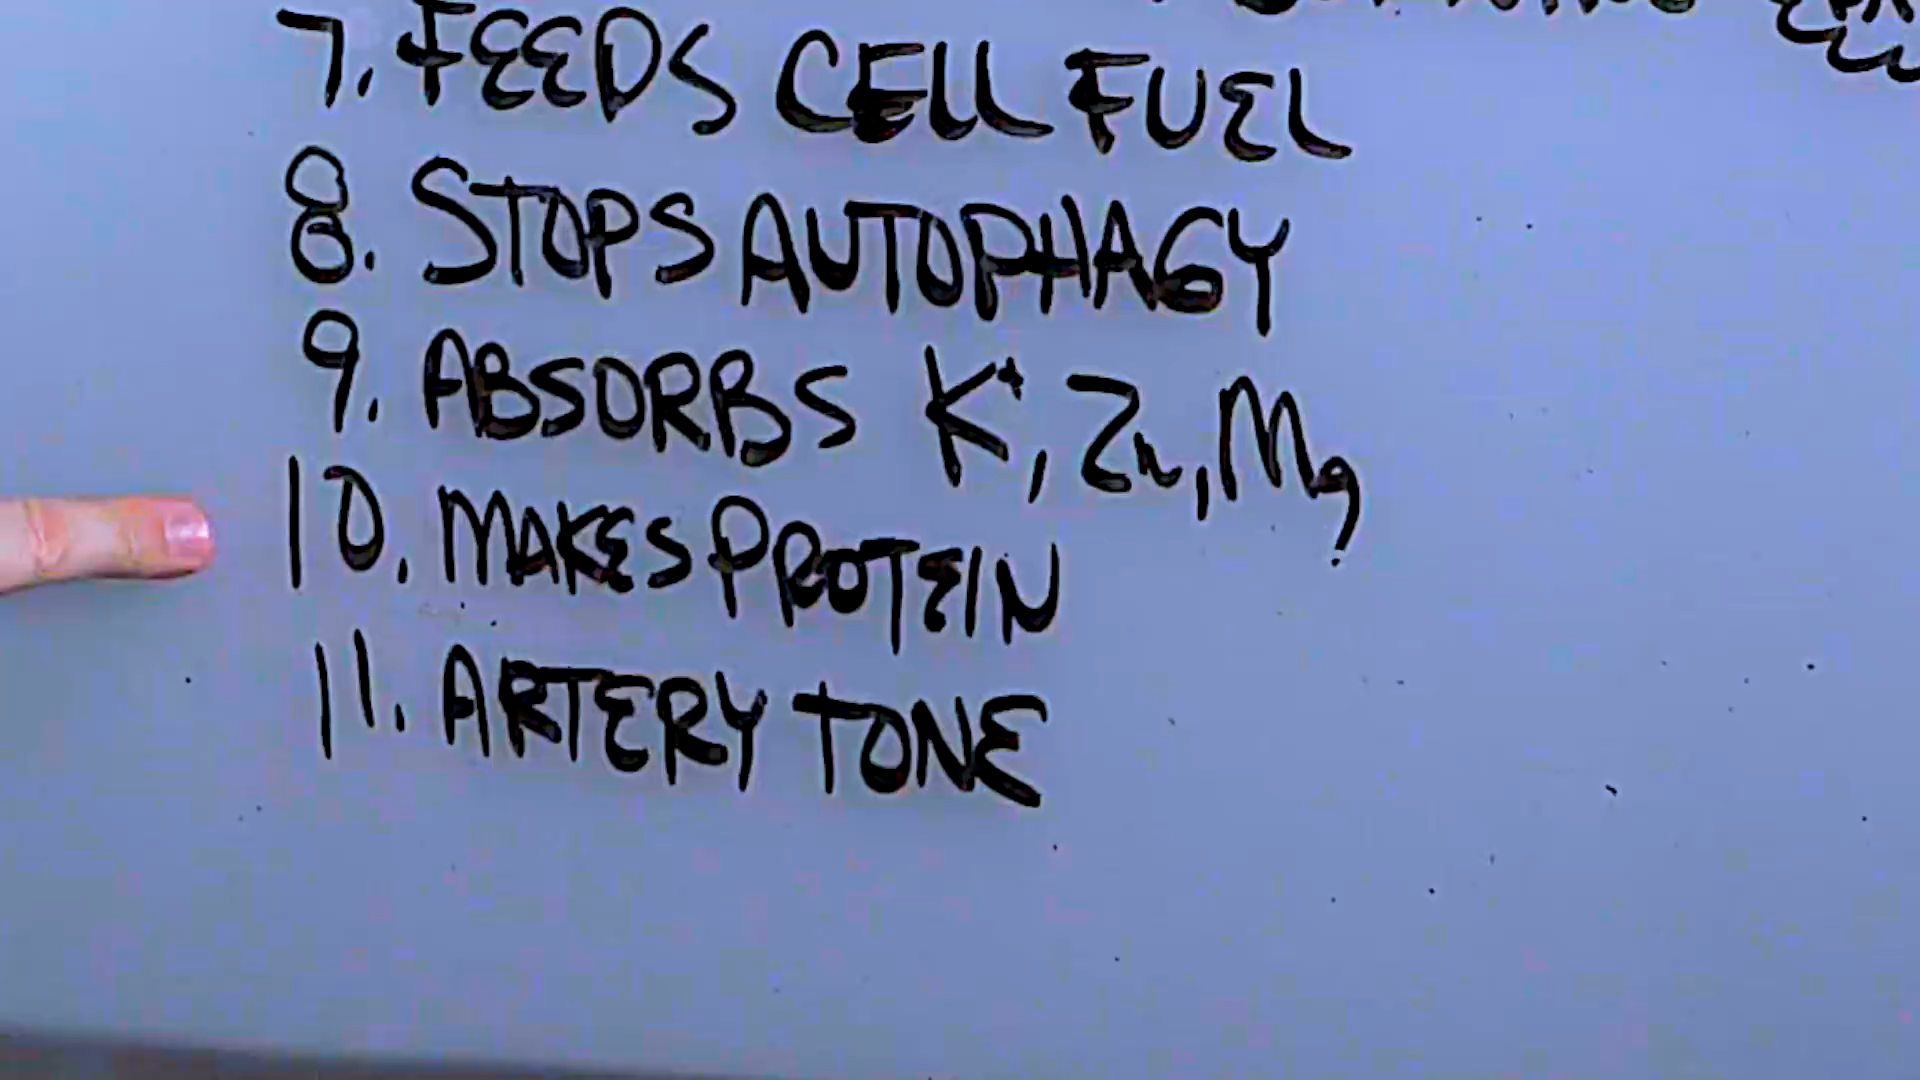 7. FEEDS CELL FUEL
8. STOPS AUTOPHAGY
9. ABSORBS K+, Zn, Mg
10. MAKES PROTEIN
11. ARTERY TONE